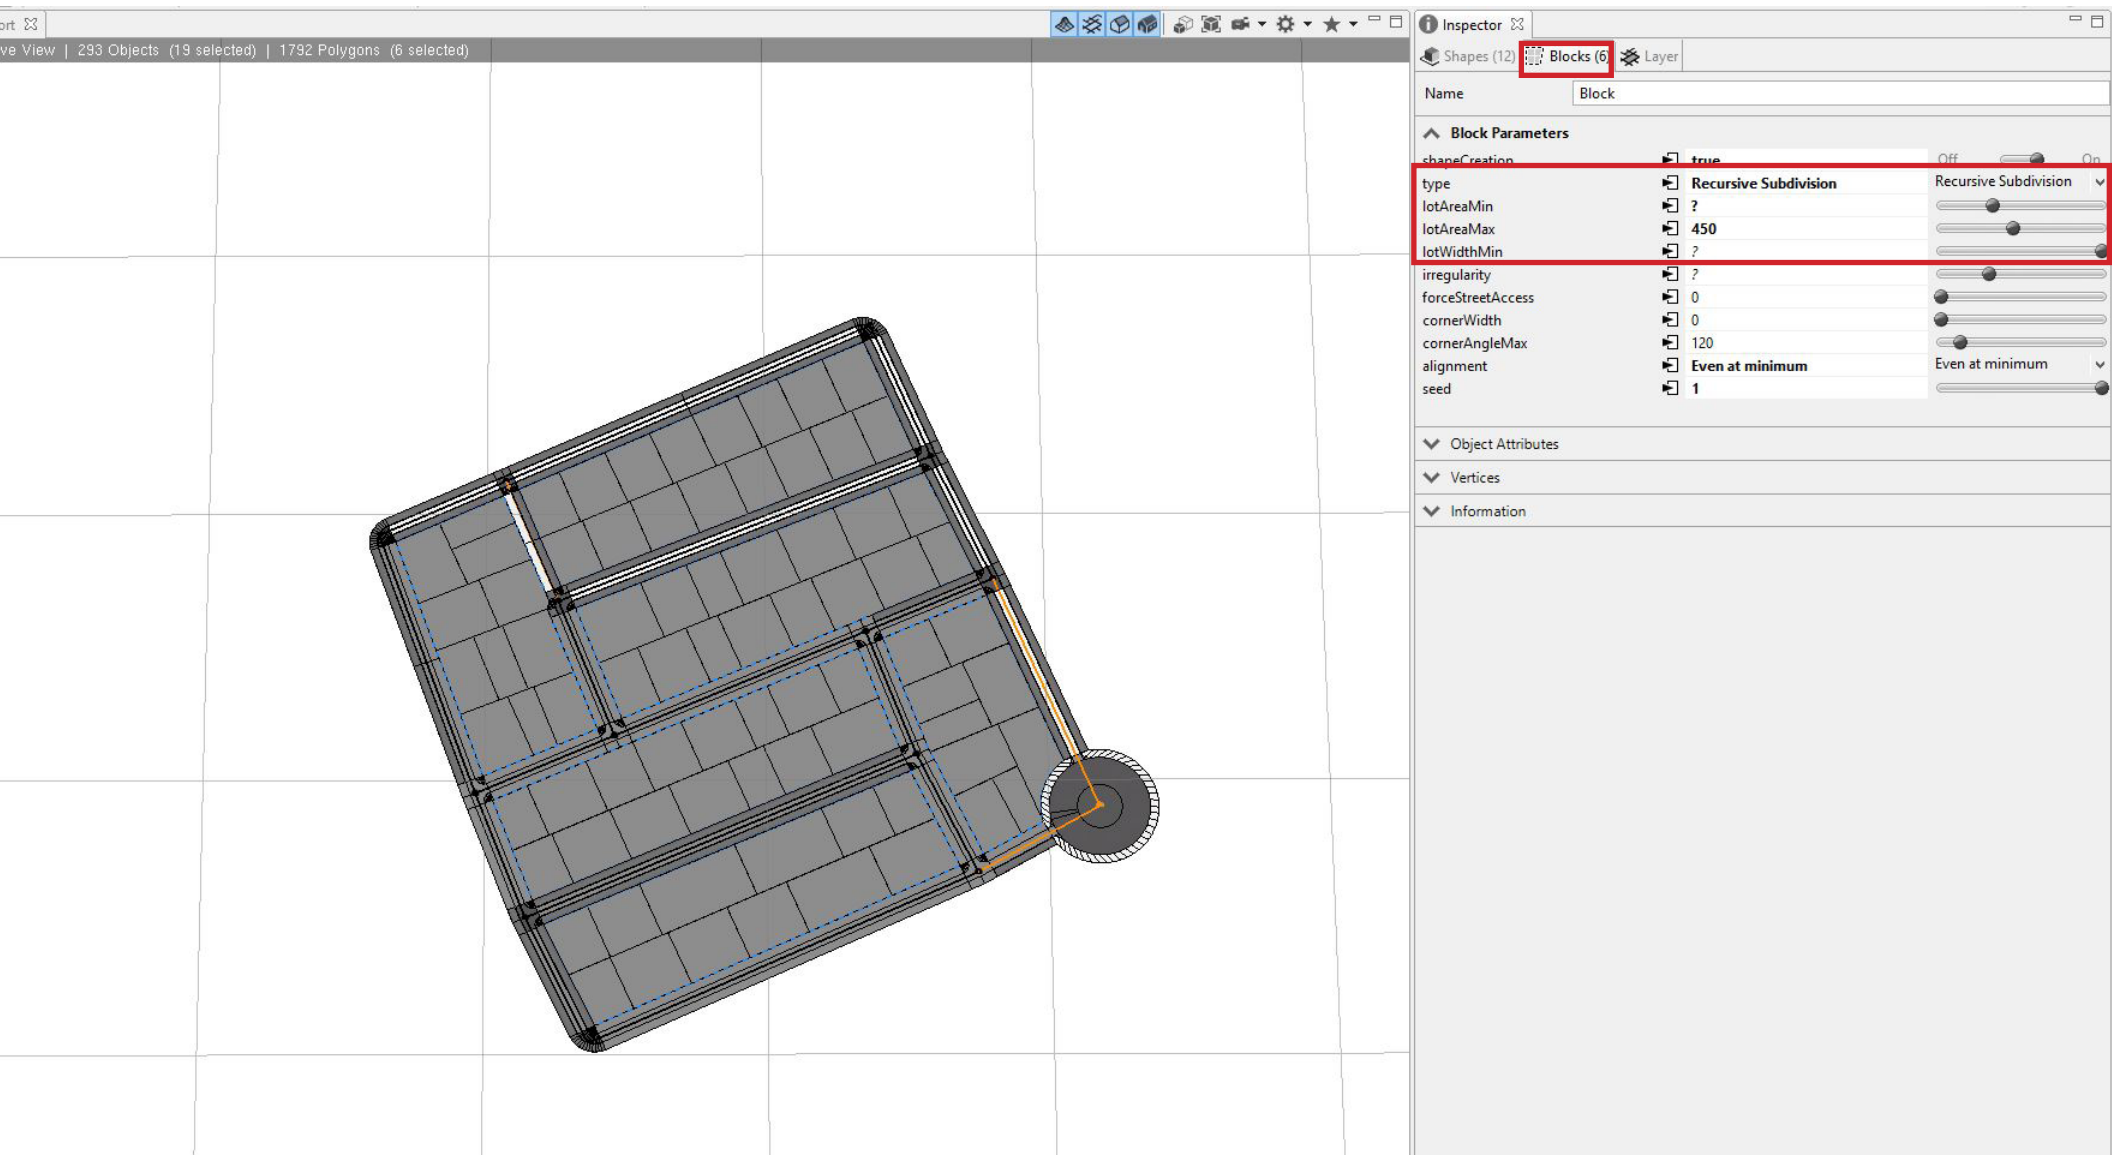 ort
ve View | 293 Objects (19 selected) | 1792 Polygons (6 selected)
Inspector
Shapes (12) Blocks (6) Layer
Name Block
Block Parameters
shapeCreation true Off On
type Recursive Subdivision Recursive Subdivision
lotAreaMin ?
lotAreaMax 450
lotWidthMin ?
irregularity ?
forceStreetAccess 0
cornerWidth 0
cornerAngleMax 120
alignment Even at minimum Even at minimum
seed 1
Object Attributes
Vertices
Information